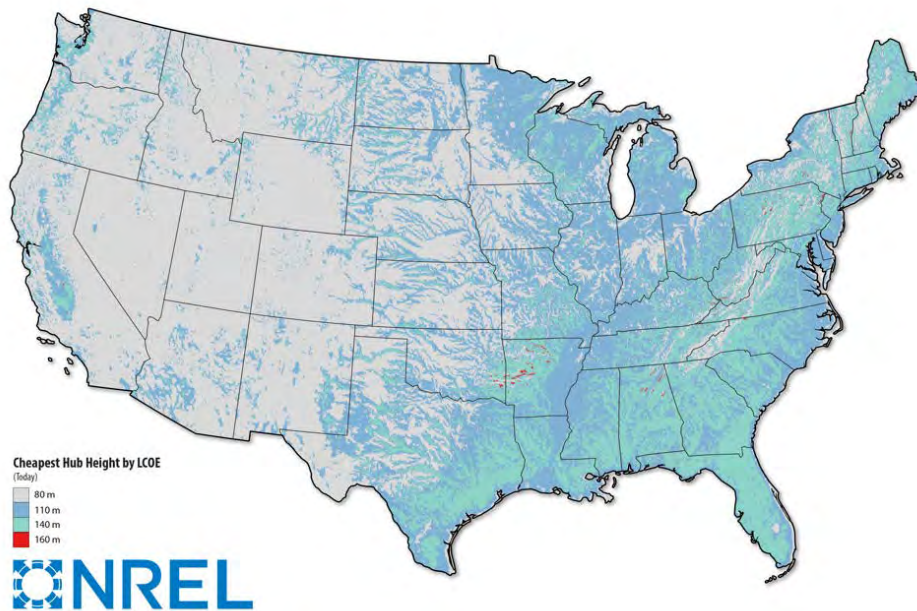 Cheapest Hub Height by LCOE
(Today)
80 m
110 m
140 m
160 m
NREL